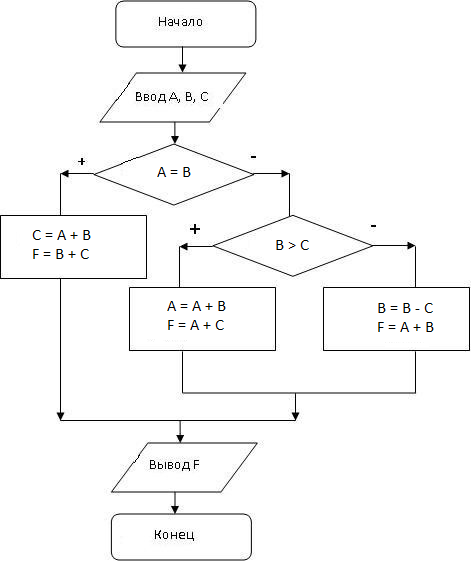 Начало
Ввод A, B, C
A = B
+
-
C = A + B
F = B + C
B > C
+
-
A = A + B
F = A + C
B = B - C
F = A + B
Вывод F
Конец